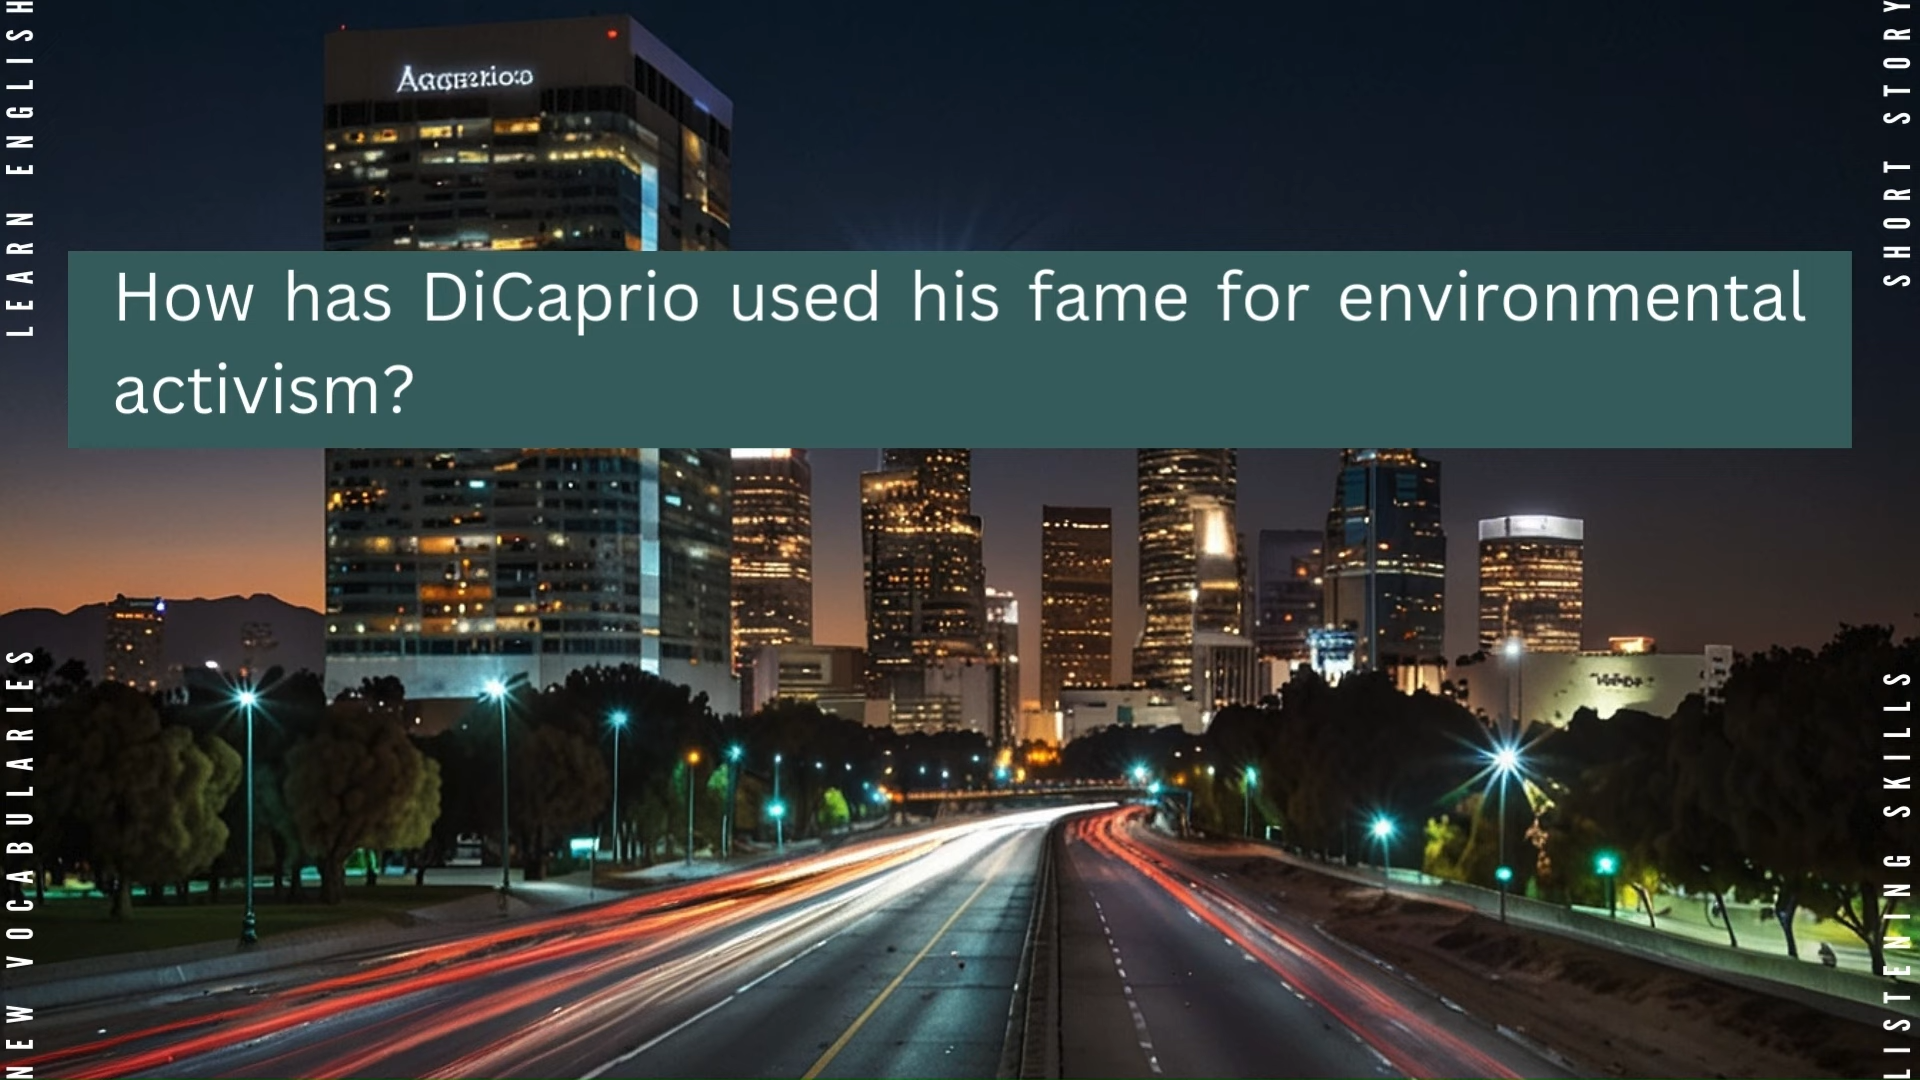 LEARN ENGLISH
SHORT STORY
How has DiCaprio used his fame for environmental
activism?
NEW VOCABULARIES
LISTENING SKILLS